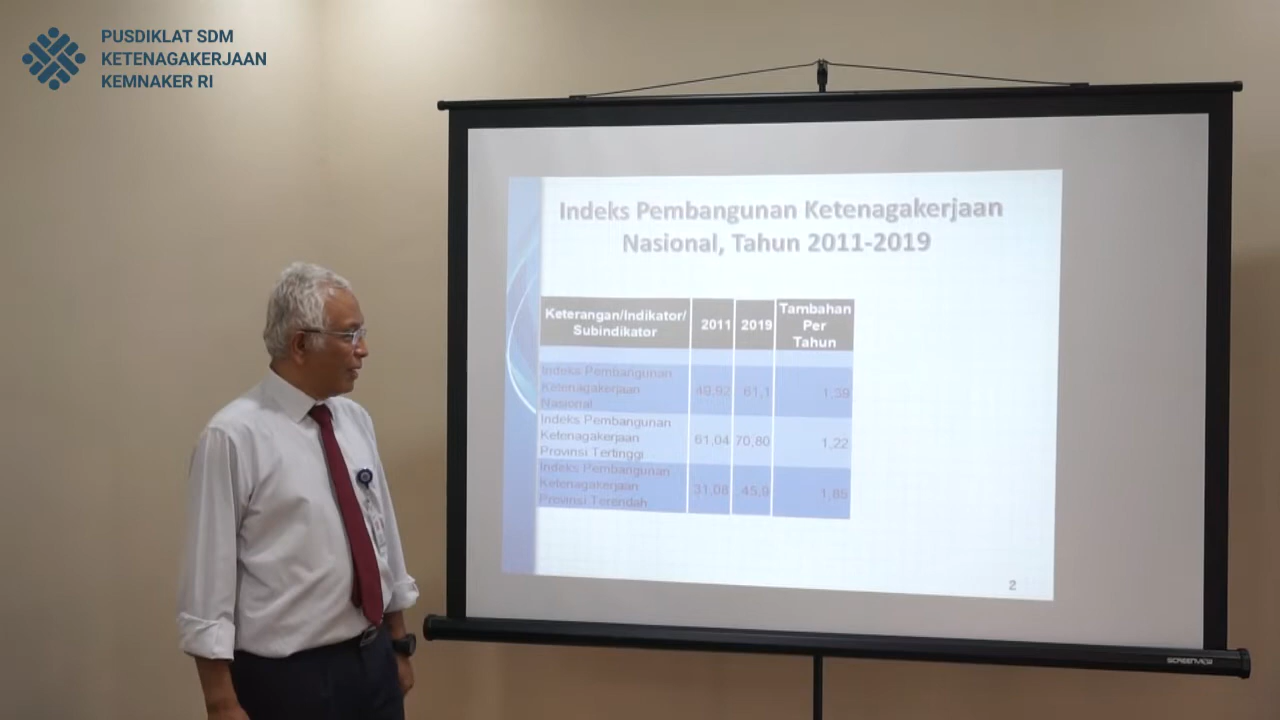 PUSDIKLAT SDM
KETENAGAKERJAAN
KEMNAKER RI
Indeks Pembangunan Ketenagakerjaan
Nasional, Tahun 2011-2019
Keterangan/Indikator/
Subindikator
2011
2019
Tambahan
Per
Tahun
Indeks Pembangunan
Ketenagakerjaan
Nasional
49,92
61,1
1,39
Indeks Pembangunan
Ketenagakerjaan
Provinsi Tertinggi
61,04
70,80
1,22
Indeks Pembangunan
Ketenagakerjaan
Provinsi Terendah
31,08
45,9
1,85
2
SCREENVIEW